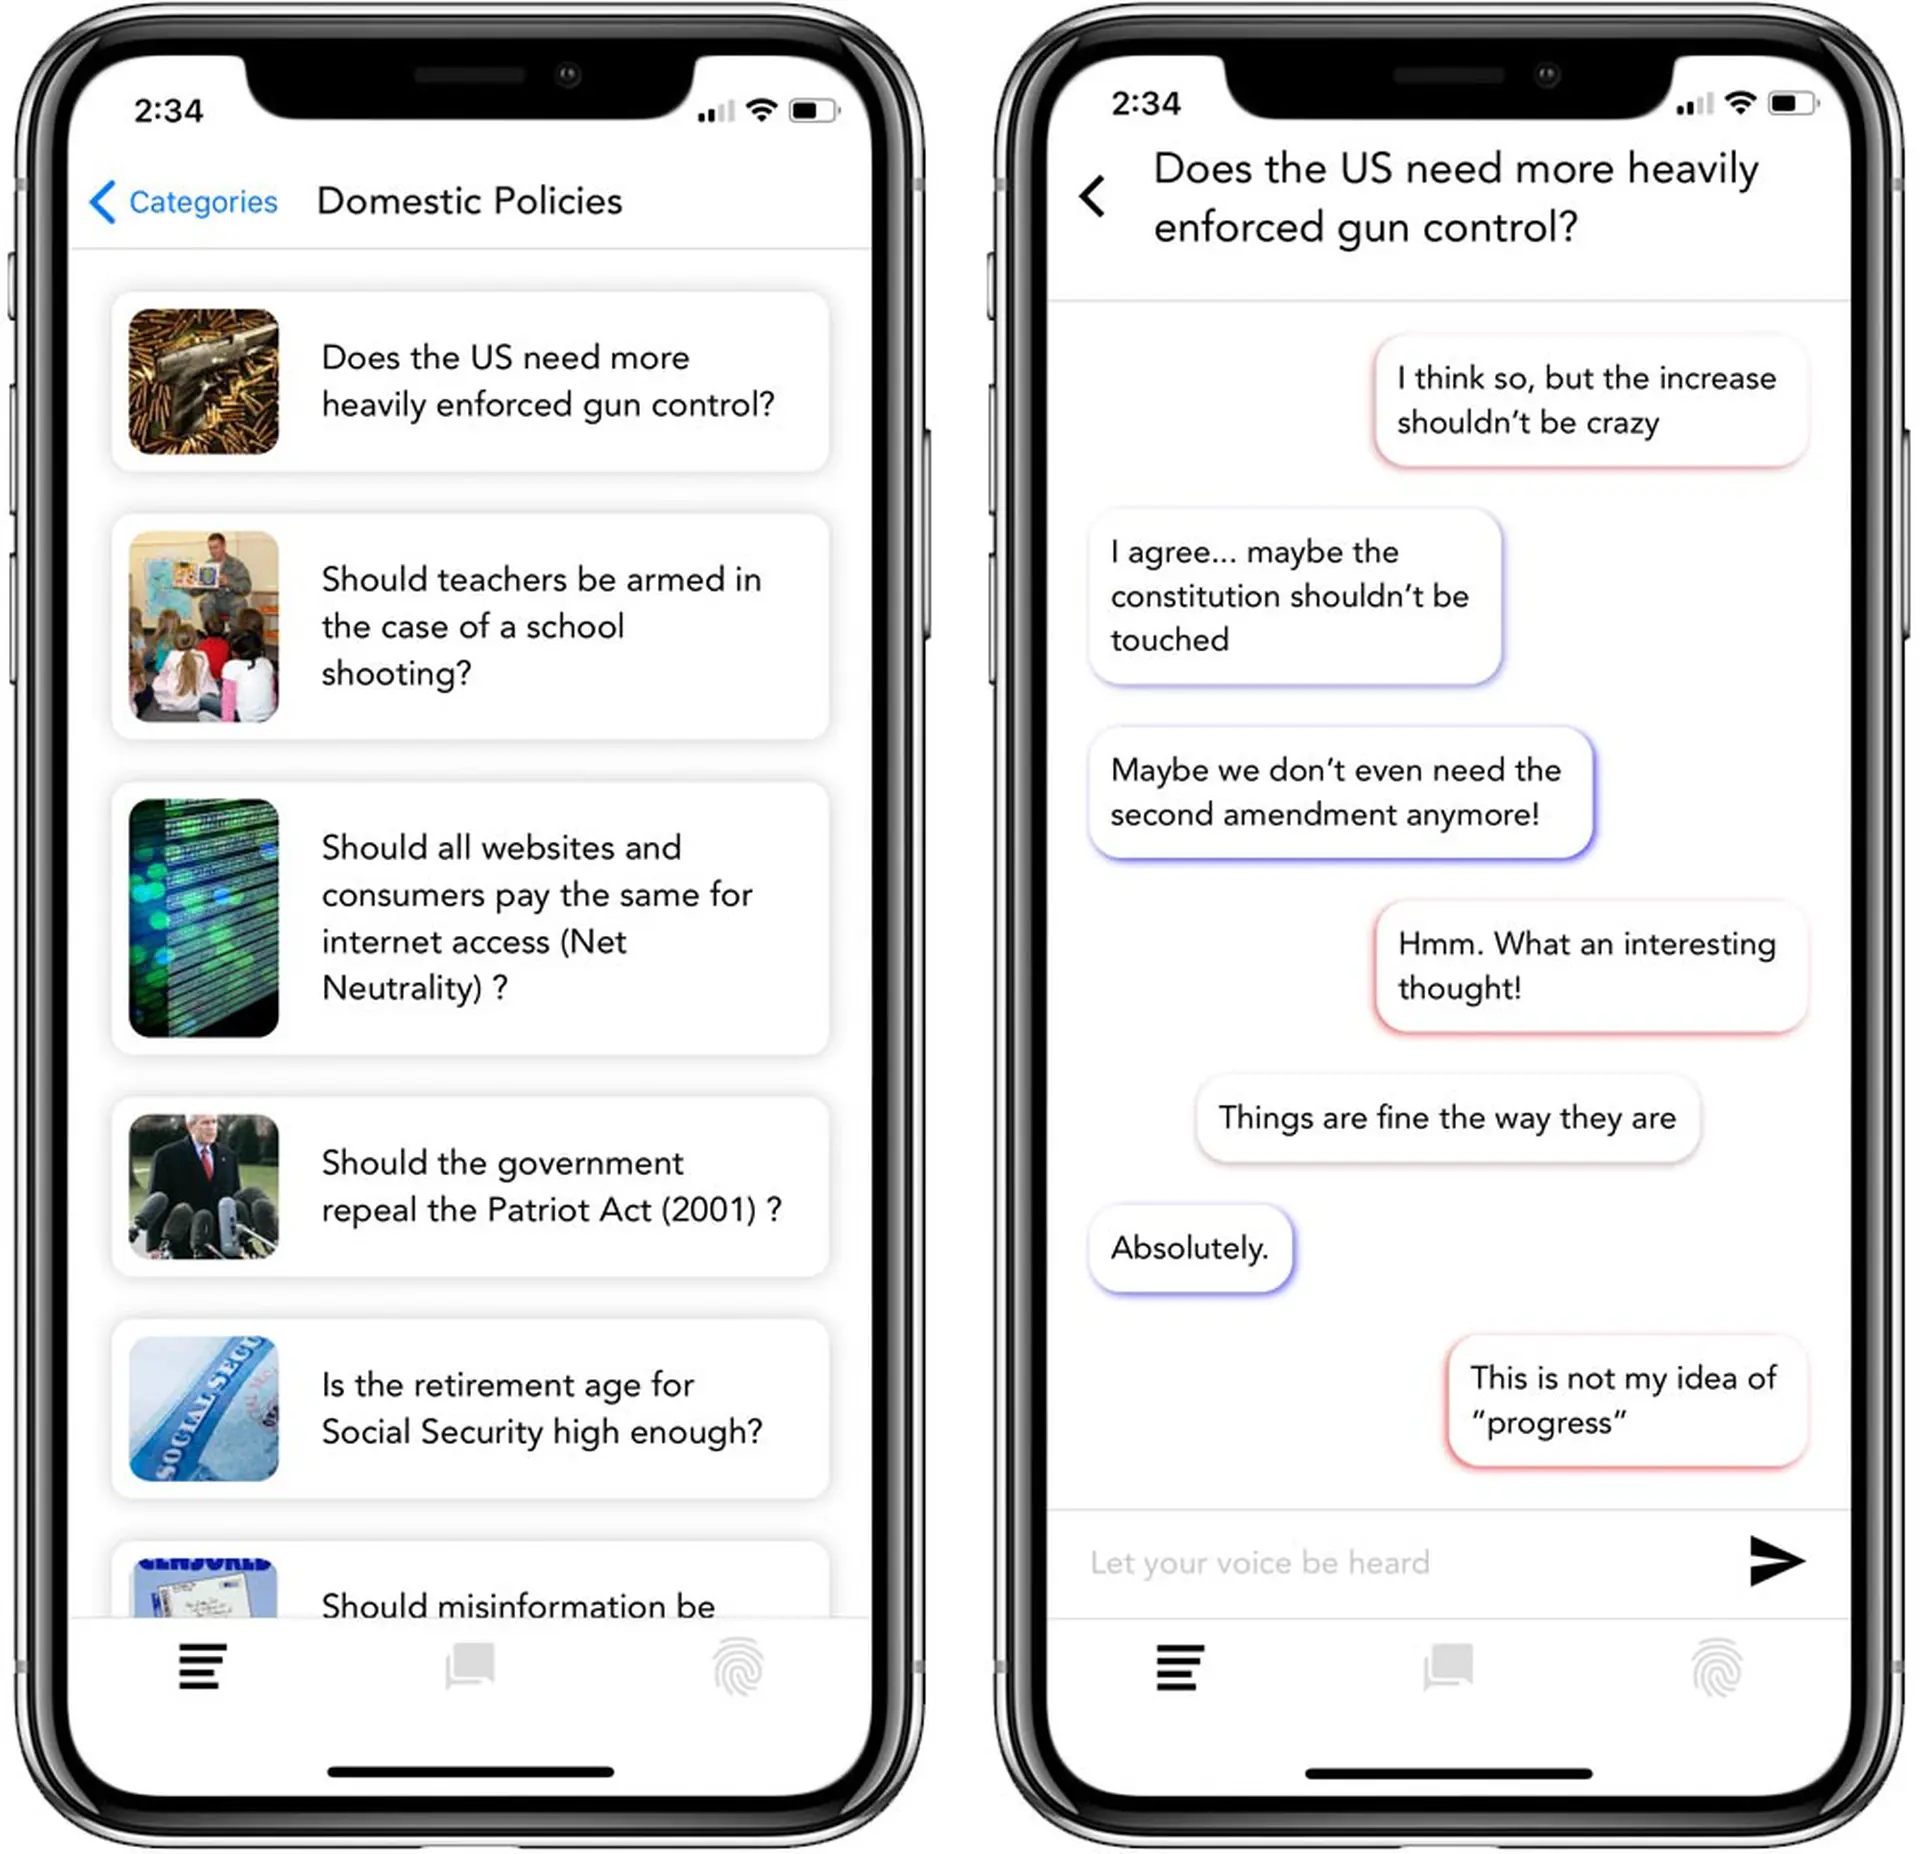 2:34
Categories
Domestic Policies
Does the US need more
heavily enforced gun control?
Should teachers be armed in
the case of a school
shooting?
Should all websites and
consumers pay the same for
internet access (Net
Neutrality) ?
Should the government
repeal the Patriot Act (2001) ?
SOCIAL SECU
Is the retirement age for
Social Security high enough?
CENSORED
Should misinformation be
2:34
Does the US need more heavily
enforced gun control?
I think so, but the increase
shouldn’t be crazy
I agree... maybe the
constitution shouldn’t be
touched
Maybe we don’t even need the
second amendment anymore!
Hmm. What an interesting
thought!
Things are fine the way they are
Absolutely.
This is not my idea of
“progress”
Let your voice be heard